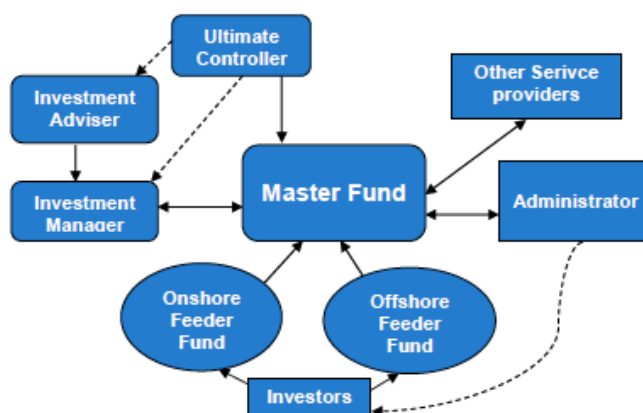 Ultimate
Controller
Other Serivce
providers
Investment
Adviser
Master Fund
Administrator
Investment
Manager
Onshore
Feeder
Fund
Offshore
Feeder
Fund
Investors